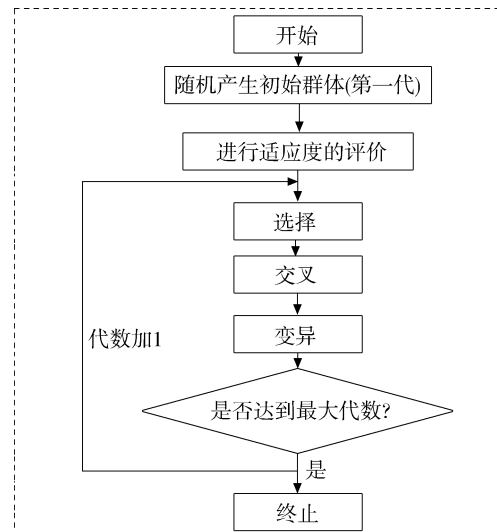 开始
随机产生初始群体(第一代)
进行适应度的评价
选择
交叉
变异
代数加1
是否达到最大代数?
是
终止